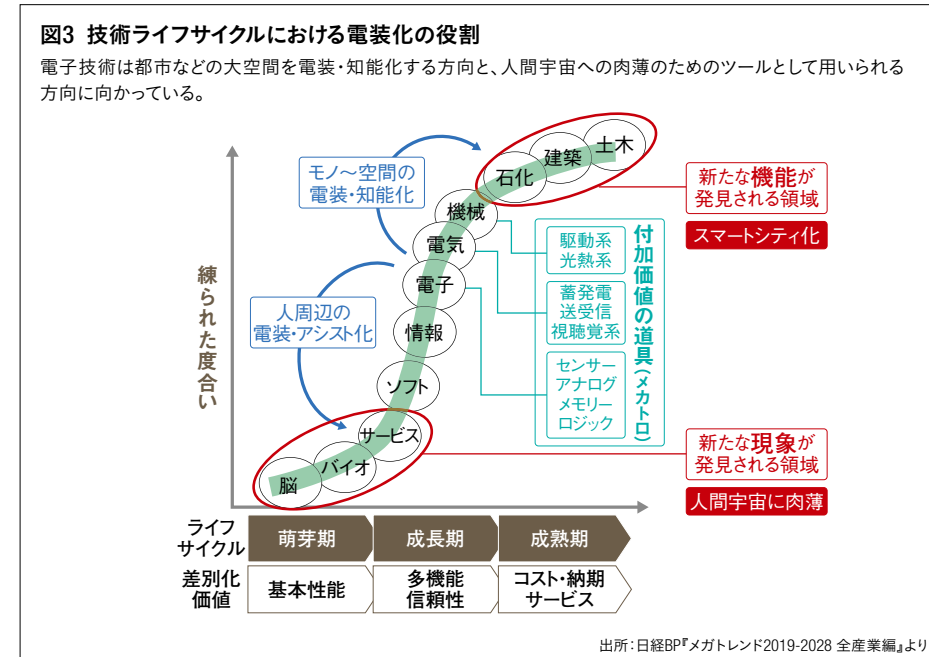 図3 技術ライフサイクルにおける電装化の役割
電子技術は都市などの大空間を電装・知能化する方向と、人間宇宙への肉薄のためのツールとして用いられる
方向に向かっている。
練られた度合い
モノ〜空間の
電装・知能化
人周辺の
電装・アシスト化
土木
建築
石化
機械
電気
電子
情報
ソフト
サービス
バイオ
脳
新たな機能が
発見される領域
スマートシティ化
付加価値の道具(メカトロ)
駆動系
光熱系
蓄発電
送受信
視聴覚系
センサー
アナログ
メモリー
ロジック
新たな現象が
発見される領域
人間宇宙に肉薄
ライフ
サイクル
萌芽期
成長期
成熟期
差別化
価値
基本性能
多機能
信頼性
コスト・納期
サービス
出所:日経BP『メガトレンド2019-2028 全産業編』より